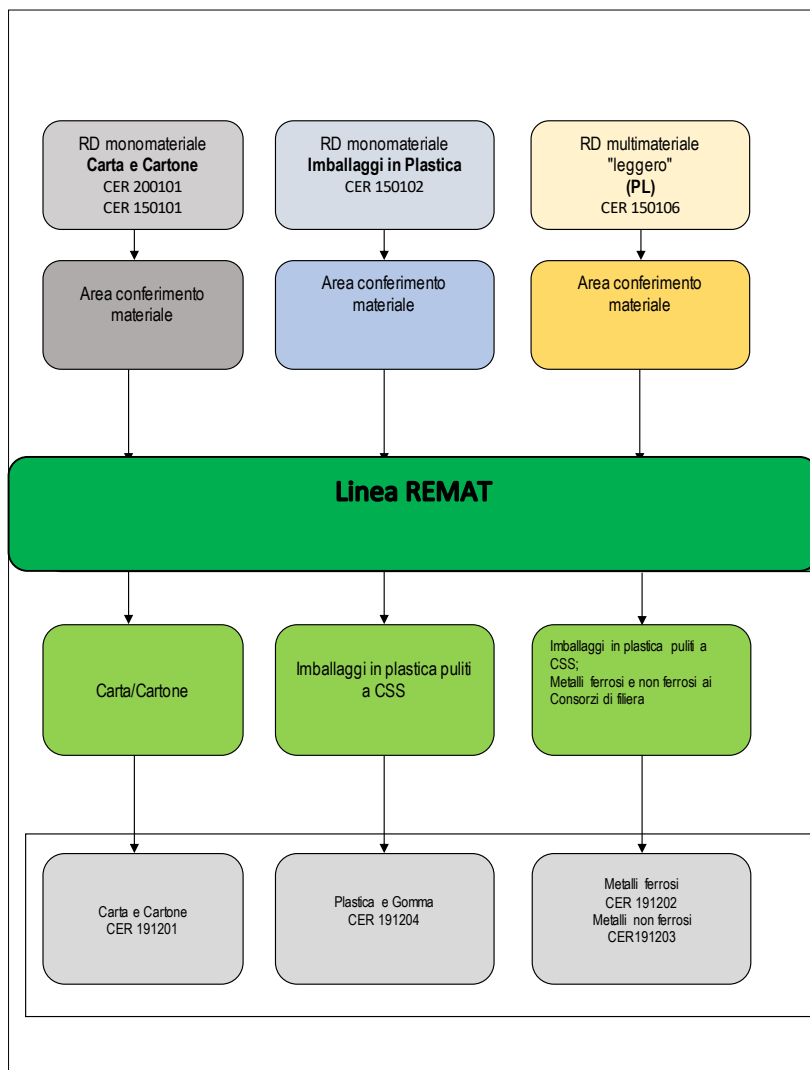 RD monomateriale
Carta e Cartone
CER 200101
CER 150101
RD monomateriale
Imballaggi in Plastica
CER 150102
RD multimateriale
"leggero"
(PL)
CER 150106
Area conferimento
materiale
Area conferimento
materiale
Area conferimento
materiale
Linea REMAT
Carta/Cartone
Imballaggi in plastica puliti
a CSS
Imballaggi in plastica puliti a
CSS;
Metalli ferrosi e non ferrosi ai
Consorzi di filiera
Carta e Cartone
CER 191201
Plastica e Gomma
CER 191204
Metalli ferrosi
CER 191202
Metalli non ferrosi
CER191203